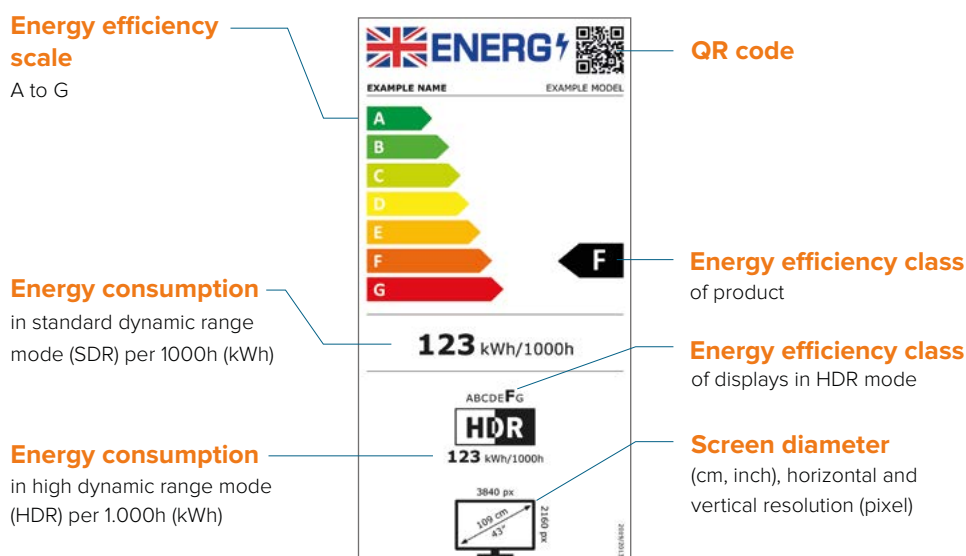 Energy efficiency
scale
A to G
ENERG
QR code
EXAMPLE NAME
EXAMPLE MODEL
A
B
C
D
E
F
G
F
Energy efficiency class
of product
Energy consumption
in standard dynamic range
mode (SDR) per 1000h (kWh)
123 kWh/1000h
Energy efficiency class
of displays in HDR mode
ABCDEFG
HDR
123 kWh/1000h
Energy consumption
in high dynamic range mode
(HDR) per 1.000h (kWh)
Screen diameter
(cm, inch), horizontal and
vertical resolution (pixel)
3840 px
109 cm
43"
2160 px